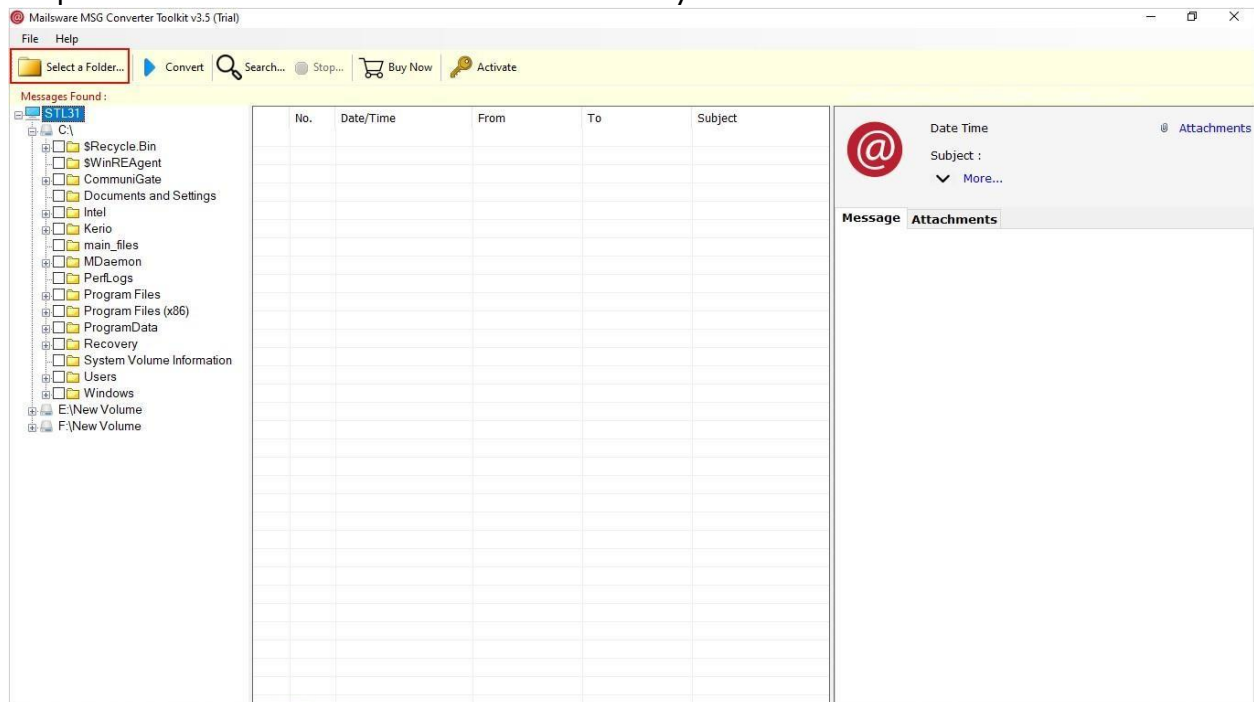 Mailsware MSG Converter Toolkit v3.5 (Trial)
File Help
Select a Folder... Convert Search... Stop... Buy Now Activate
Messages Found :
STL31
C:\
$Recycle.Bin
$WinREAgent
CommuniGate
Documents and Settings
Intel
Kerio
main_files
MDaemon
PerfLogs
Program Files
Program Files (x86)
ProgramData
Recovery
System Volume Information
Users
Windows
E:\New Volume
F:\New Volume
No. Date/Time From To Subject
Date Time Attachments
Subject :
More...
Message Attachments